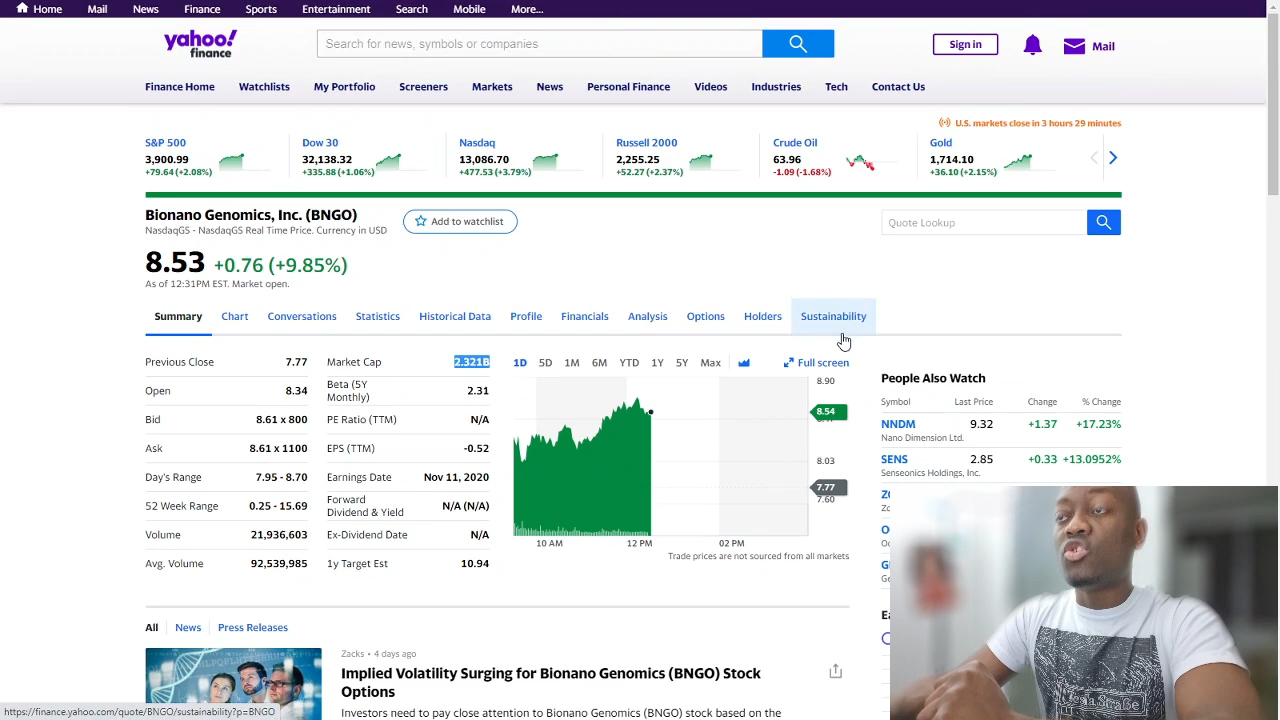 Home Mail News Finance Sports Entertainment Search Mobile More...
yahoo!
finance
Search for news, symbols or companies
Sign in
Mail
Finance Home Watchlists My Portfolio Screeners Markets News Personal Finance Videos Industries Tech Contact Us
U.S. markets close in 3 hours 29 minutes
S&P 500 Dow 30 Nasdaq Russell 2000 Crude Oil Gold
3,900.99 32,138.32 13,086.70 2,255.25 63.96 1,714.10
+79.64 (+2.08%) +335.88 (+1.06%) +477.53 (+3.79%) +52.27 (+2.37%) -1.09 (-1.68%) +36.10 (+2.15%)
Bionano Genomics, Inc. (BNGO)
NasdaqGS - NasdaqGS Real Time Price. Currency in USD
Add to watchlist
Quote Lookup
8.53 +0.76 (+9.85%)
As of 12:31PM EST. Market open.
Summary Chart Conversations Statistics Historical Data Profile Financials Analysis Options Holders Sustainability
Previous Close 7.77
Open 8.34
Bid 8.61 x 800
Ask 8.61 x 1100
Day's Range 7.95 - 8.70
52 Week Range 0.25 - 15.69
Volume 21,936,603
Avg. Volume 92,539,985
Market Cap 2.321B
Beta (5Y
Monthly) 2.31
PE Ratio (TTM) N/A
EPS (TTM) -0.52
Earnings Date Nov 11, 2020
Forward
Dividend & Yield N/A (N/A)
Ex-Dividend Date N/A
1y Target Est 10.94
1D 5D 1M 6M YTD 1Y 5Y Max Full screen
8.90
8.54
8.03
7.77
7.60
10 AM 12 PM 02 PM
Trade prices are not sourced from all markets
People Also Watch
Symbol Last Price Change % Change
NNDM 9.32 +1.37 +17.23%
Nano Dimension Ltd.
SENS 2.85 +0.33 +13.0952%
Senseonics Holdings, Inc.
All News Press Releases
Zacks • 4 days ago
Implied Volatility Surging for Bionano Genomics (BNGO) Stock
Options
Investors need to pay close attention to Bionano Genomics (BNGO) stock based on the
https://finance.yahoo.com/quote/BNGO/sustainability?p=BNGO